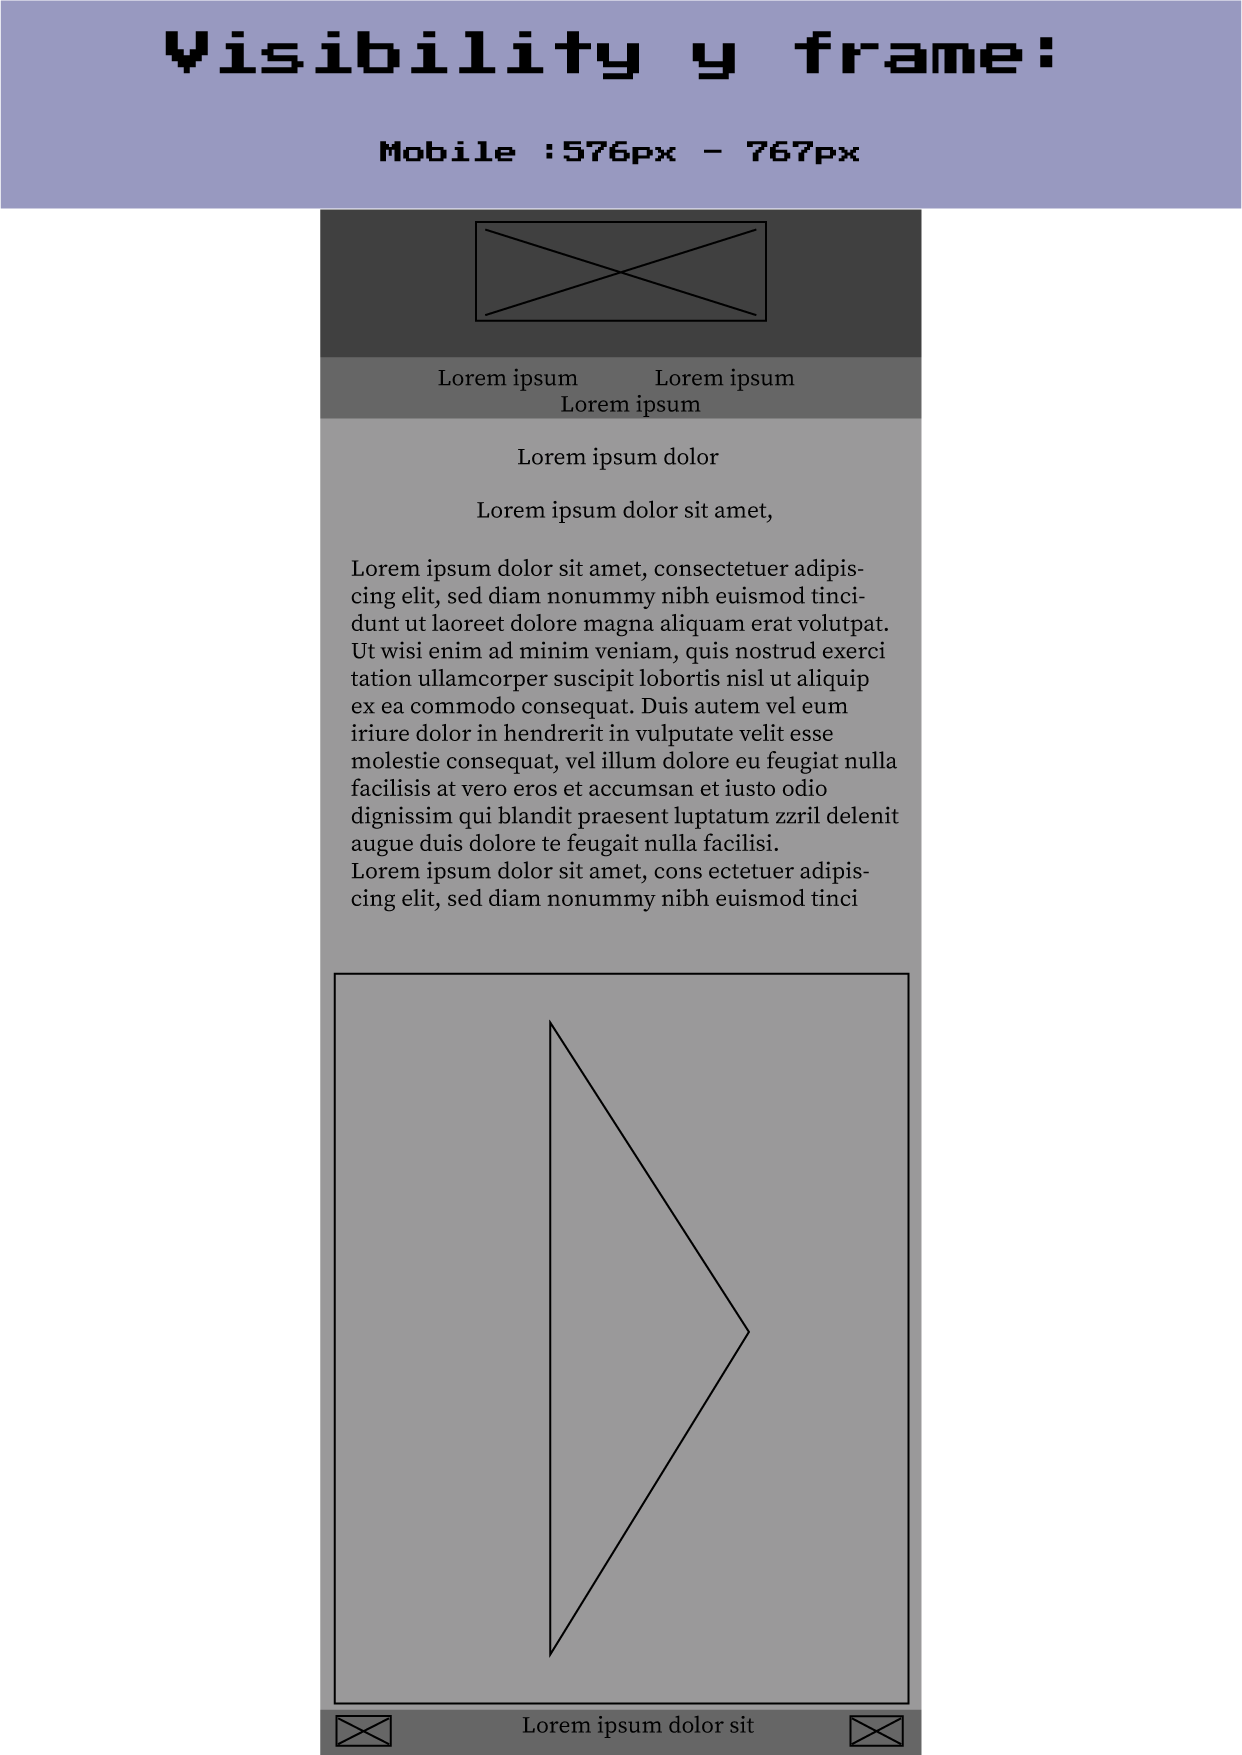 Visibility y frame:
Mobile :576px - 767px
Lorem ipsum Lorem ipsum
Lorem ipsum
Lorem ipsum dolor
Lorem ipsum dolor sit amet,
Lorem ipsum dolor sit amet, consectetuer adipis-
cing elit, sed diam nonummy nibh euismod tinci-
dunt ut laoreet dolore magna aliquam erat volutpat.
Ut wisi enim ad minim veniam, quis nostrud exerci
tation ullamcorper suscipit lobortis nisl ut aliquip
ex ea commodo consequat. Duis autem vel eum
iriure dolor in hendrerit in vulputate velit esse
molestie consequat, vel illum dolore eu feugiat nulla
facilisis at vero eros et accumsan et iusto odio
dignissim qui blandit praesent luptatum zzril delenit
augue duis dolore te feugait nulla facilisi.
Lorem ipsum dolor sit amet, cons ectetuer adipis-
cing elit, sed diam nonummy nibh euismod tinci
Lorem ipsum dolor sit